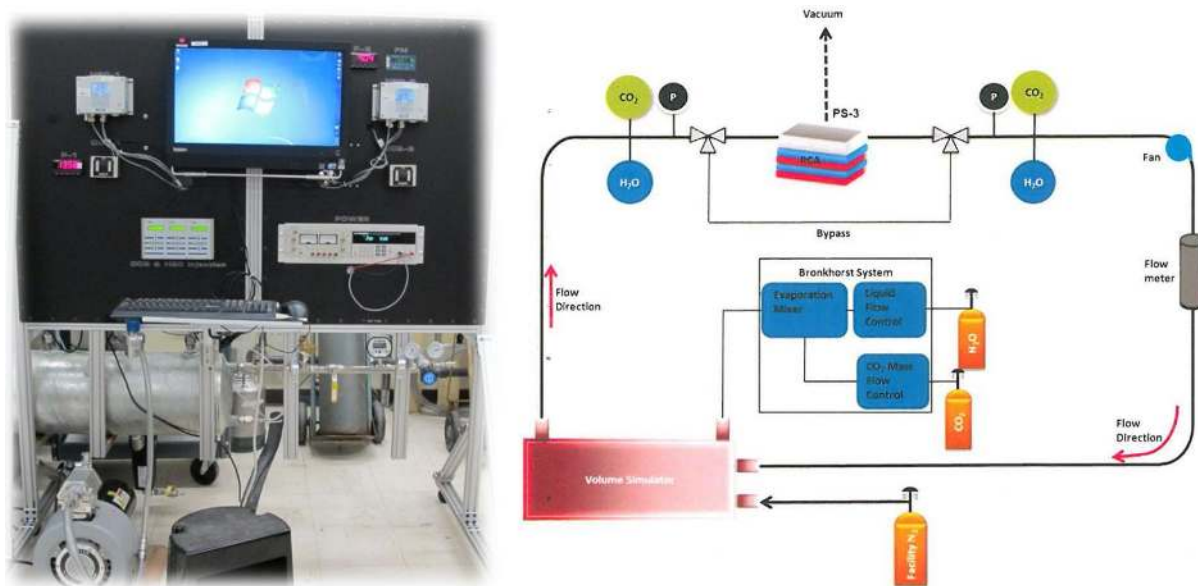 POWER
Vacuum
CO₂
P
PS-3
RCA
P
CO₂
H₂O
H₂O
Fan
Bypass
Flow
Direction
Flow
meter
Bronkhorst System
Evaporation
Mixer
Liquid
Flow
Control
CO₂ Mass
Flow
Control
H₂O
CO₂
Flow
Direction
Volume Simulator
Facility N₂